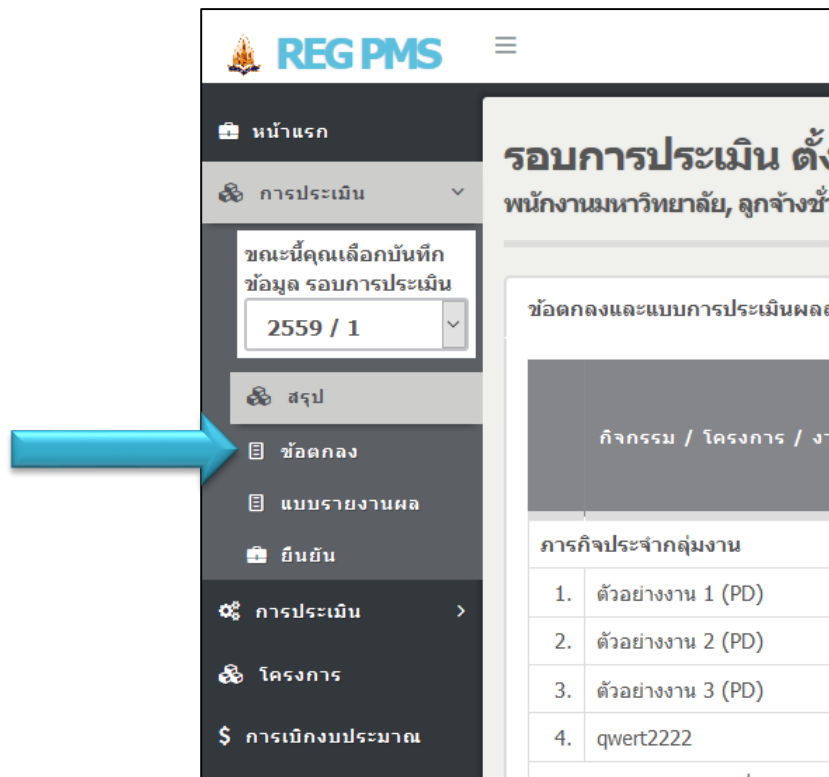 REG PMS
หน้าแรก
การประเมิน
ขณะนี้คุณเลือกบันทึก
ข้อมูล รอบการประเมิน
2559 / 1
สรุป
ข้อตกลง
แบบรายงานผล
ยืนยัน
การประเมิน
โครงการ
$ การเบิกงบประมาณ
รอบการประเมิน
พนักงานมหาวิทยาลัย,
ข้อตกลงและแบบการประเมิน
กิจกรรม / โครงการ /
ภารกิจประจำกลุ่มงาน
1. ตัวอย่างงาน 1 (PD)
2. ตัวอย่างงาน 2 (PD)
3. ตัวอย่างงาน 3 (PD)
4. qwert2222